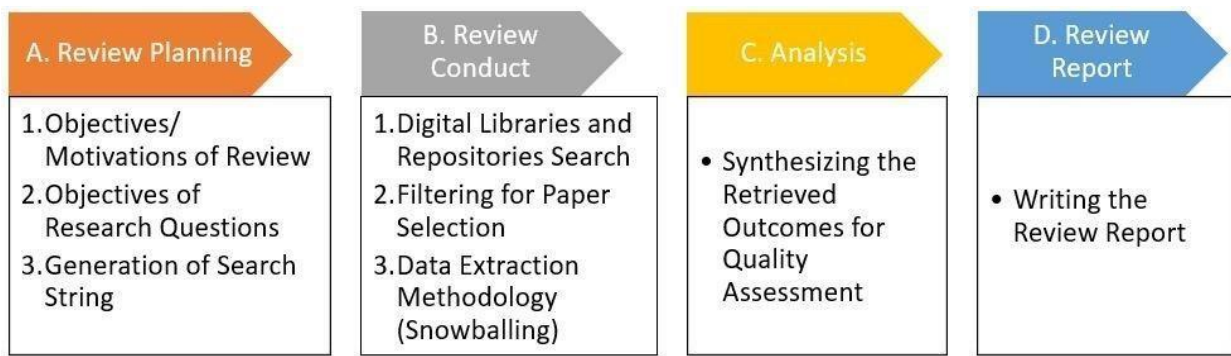 A. Review Planning
1.Objectives/
Motivations of Review
2.Objectives of
Research Questions
3.Generation of Search
String
B. Review
Conduct
1.Digital Libraries and
Repositories Search
2.Filtering for Paper
Selection
3.Data Extraction
Methodology
(Snowballing)
C. Analysis
• Synthesizing the
Retrieved
Outcomes for
Quality
Assessment
D. Review
Report
• Writing the
Review Report